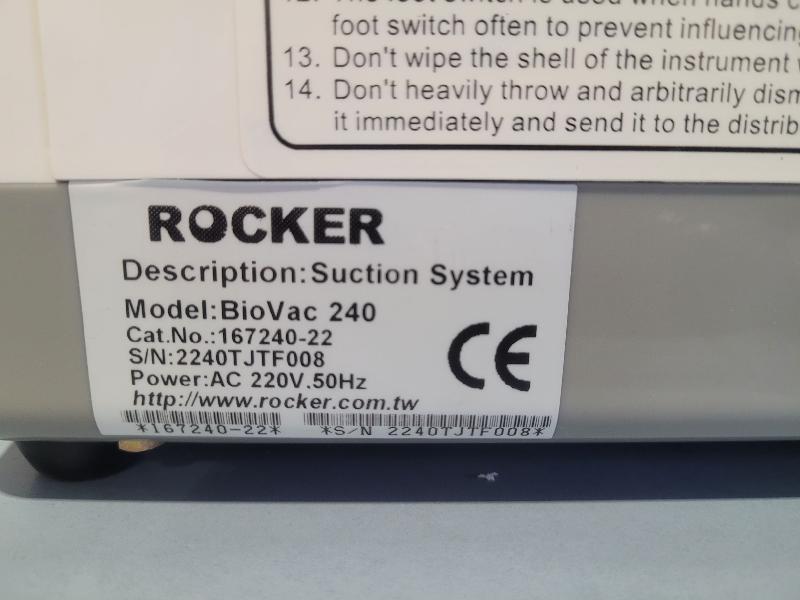 foot switch often to prevent influencing
13. Don't wipe the shell of the instrument
14. Don't heavily throw and arbitrarily
it immediately and send it to the
ROCKER
Description:Suction System
Model:BioVac 240
Cat.No.:167240-22
S/N:2240TJTF008
Power:AC 220V.50Hz
http://www.rocker.com.tw
CE
*167240-22* *S/N 2240TJTF008*